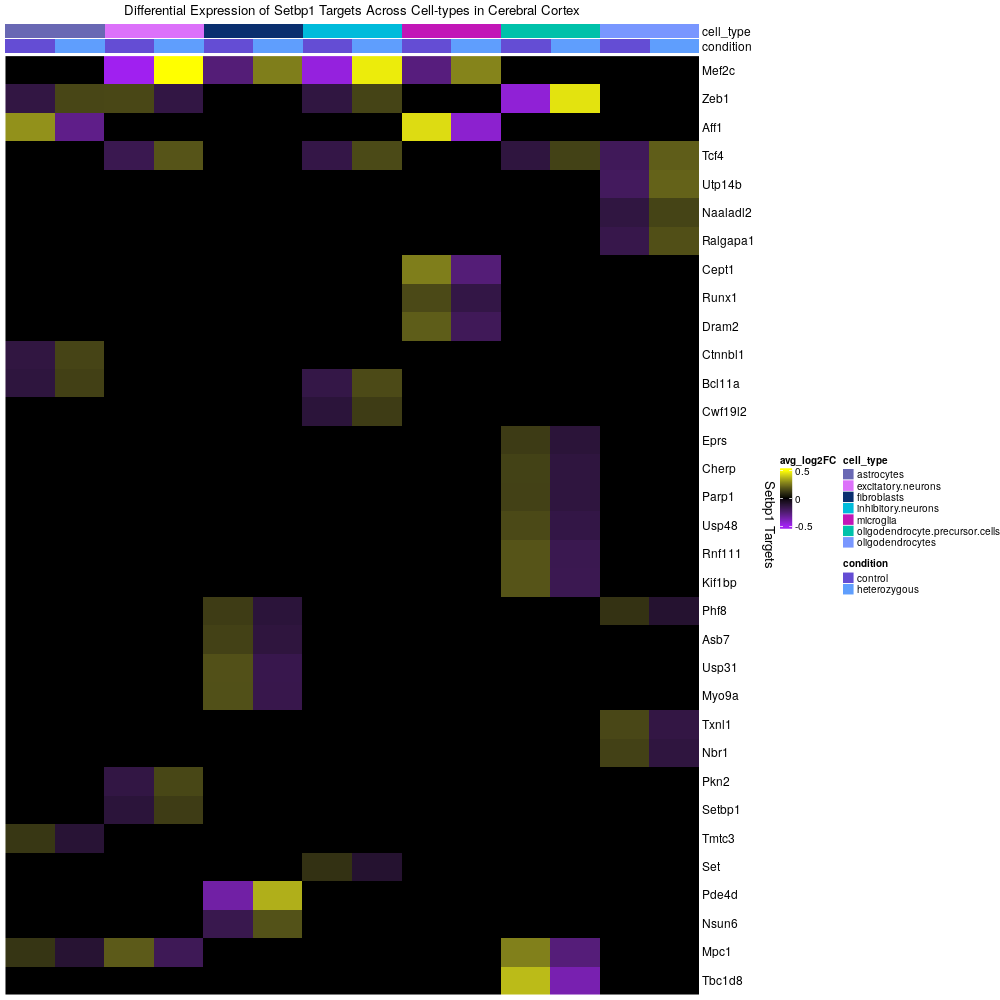 Differential Expression of Setbp1 Targets Across Cell-types in Cerebral Cortex
cell_type
condition
Mef2c
Zeb1
Aff1
Tcf4
Utp14b
Naaladl2
Ralgapa1
Cept1
Runx1
Dram2
Ctnnbl1
Bcl11a
Cwf19l2
Eprs
Cherp
Parp1
Usp48
Rnf111
Kif1bp
Phf8
Asb7
Usp31
Myo9a
Txnl1
Nbr1
Pkn2
Setbp1
Tmtc3
Set
Pde4d
Nsun6
Mpc1
Tbc1d8
Setbp1 Targets
avg_log2FC
0.5
0
-0.5
cell_type
astrocytes
excitatory.neurons
fibroblasts
inhibitory.neurons
microglia
oligodendrocyte.precursor.cells
oligodendrocytes
condition
control
heterozygous